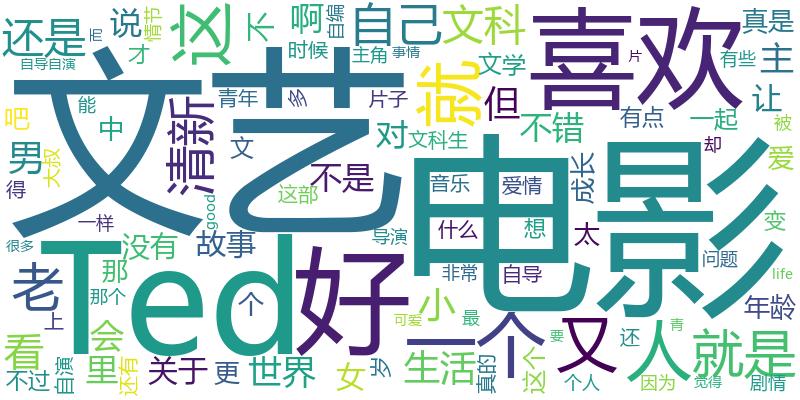 还是
说
情节
这
不
啊
自编
自己
文科
喜欢
真是
而
才
时候
主角
事情
自导自演
文艺
就
文学
有些
主
片
吧
能
中
清新
青年
多
片子
但
让
大叔
对
文科生
不错
有点
一起
被
男
文
不是
电影
却
爱
得
这部
音乐
爱情
成长
good
一样
什么
想
太
变
很多
Ted
没有
故事
导演
问题
老
那
好
非常
自导
life
那个
个
小
最
年龄
上
可爱
一个
又
还
要
青
人
就是
会
看
里
关于
更
世界
女
岁
生活
真的
这个
不过
自演
还有
个人
因为
觉得
剧情